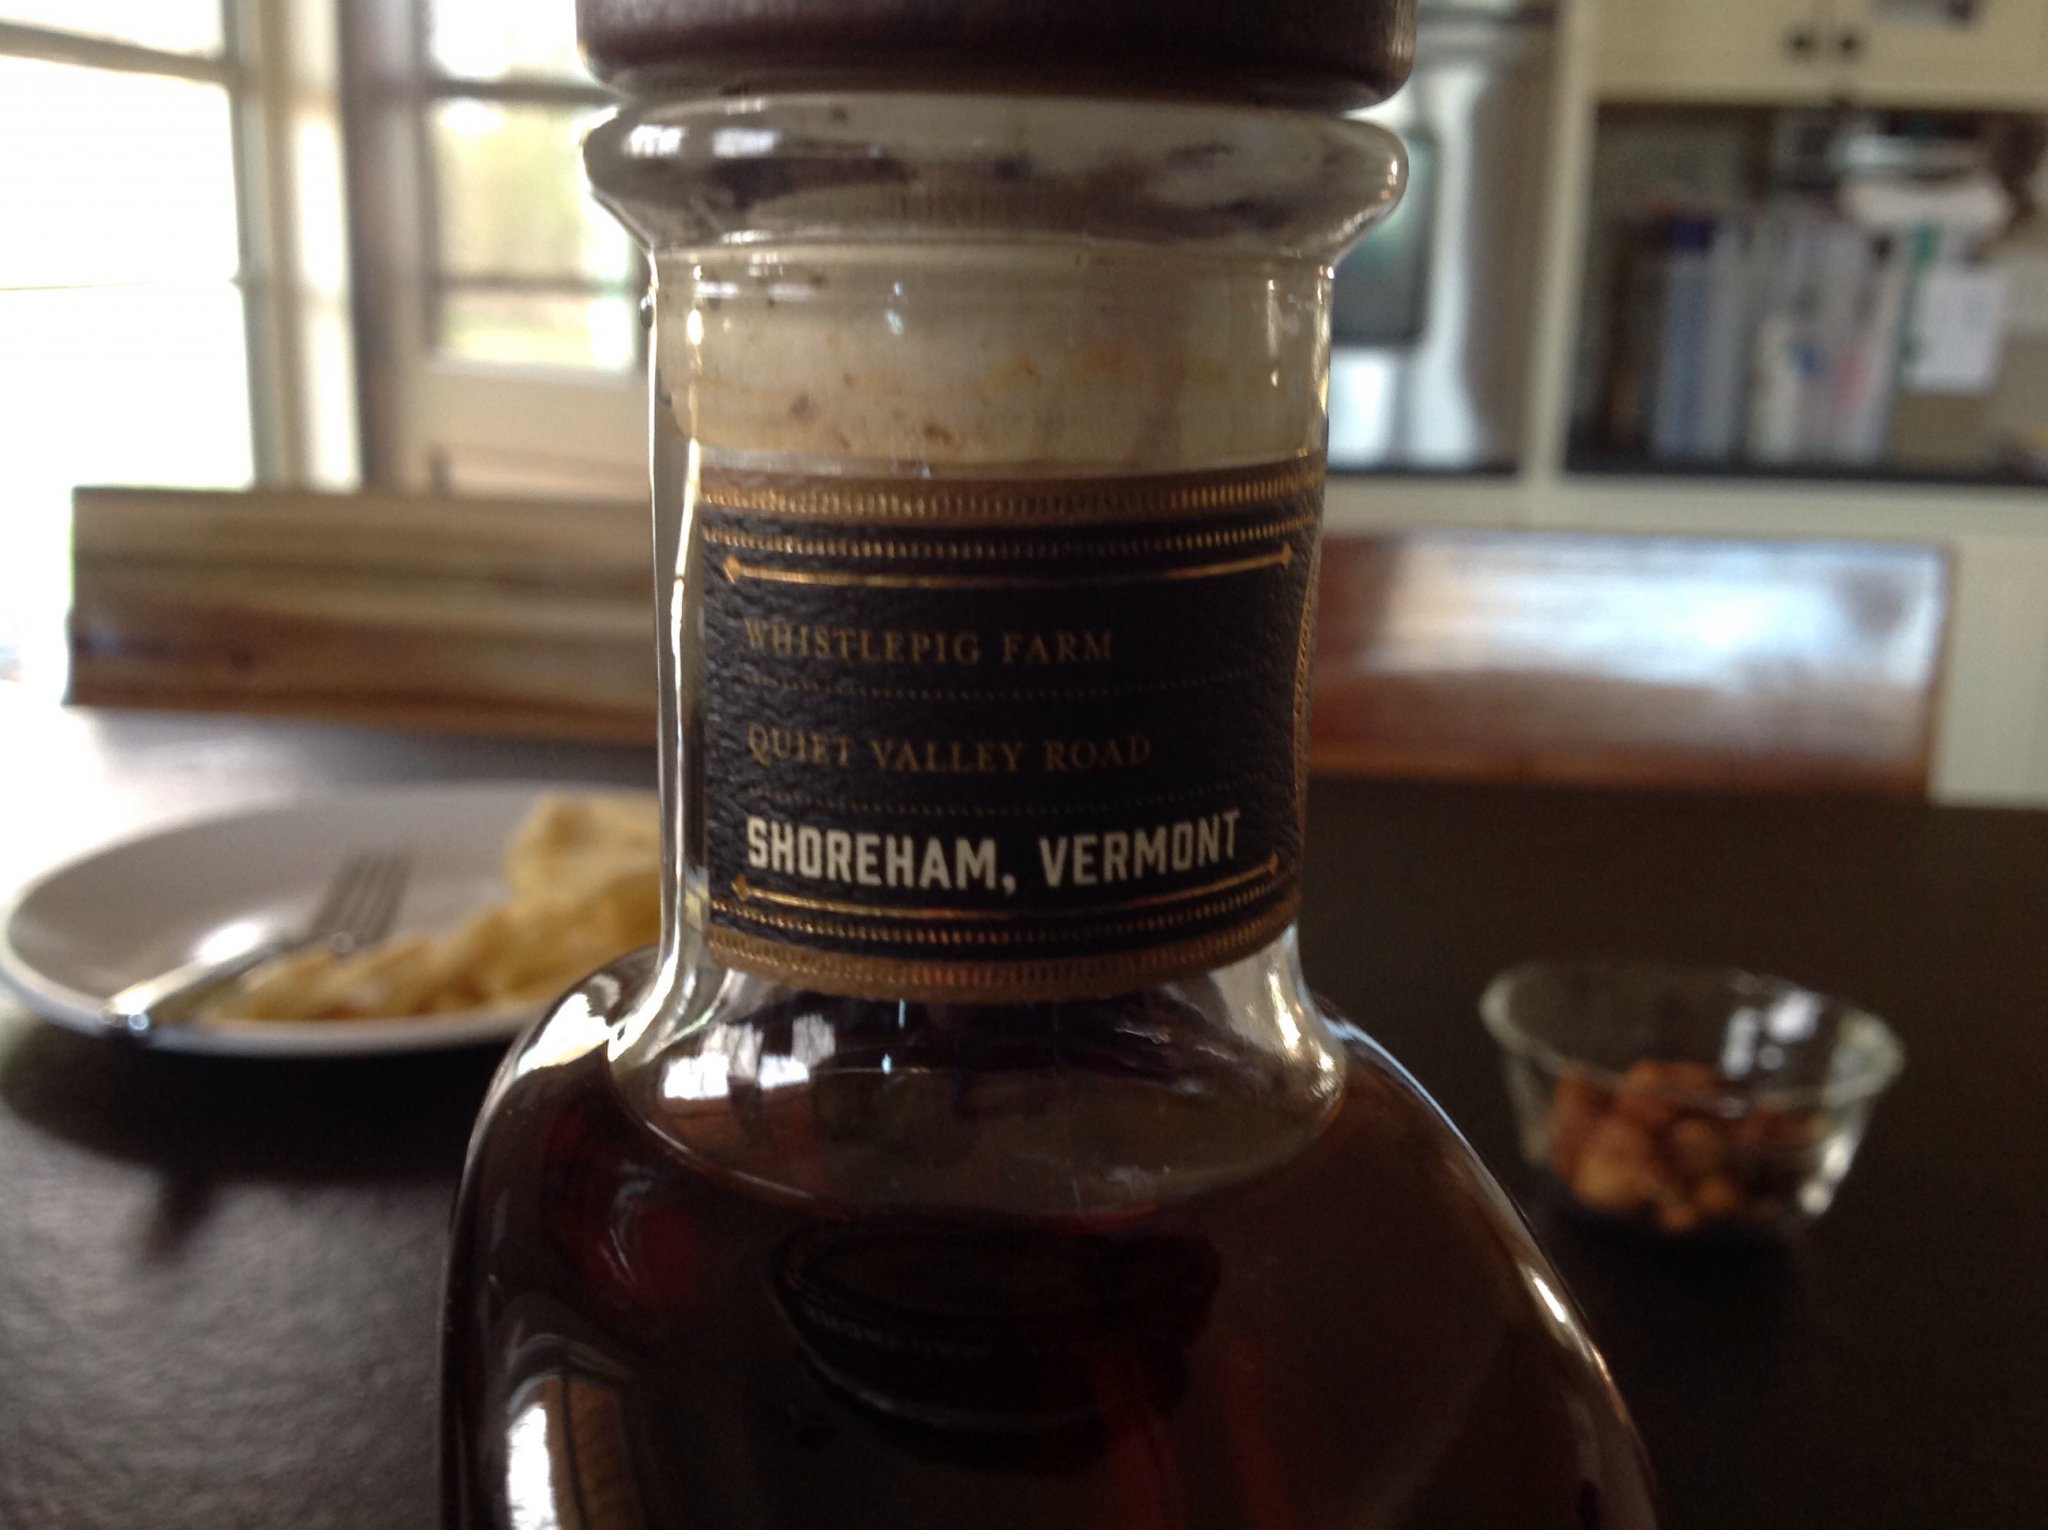 WHISTLEPIG FARM
QUIET VALLEY ROAD
SHOREHAM, VERMONT